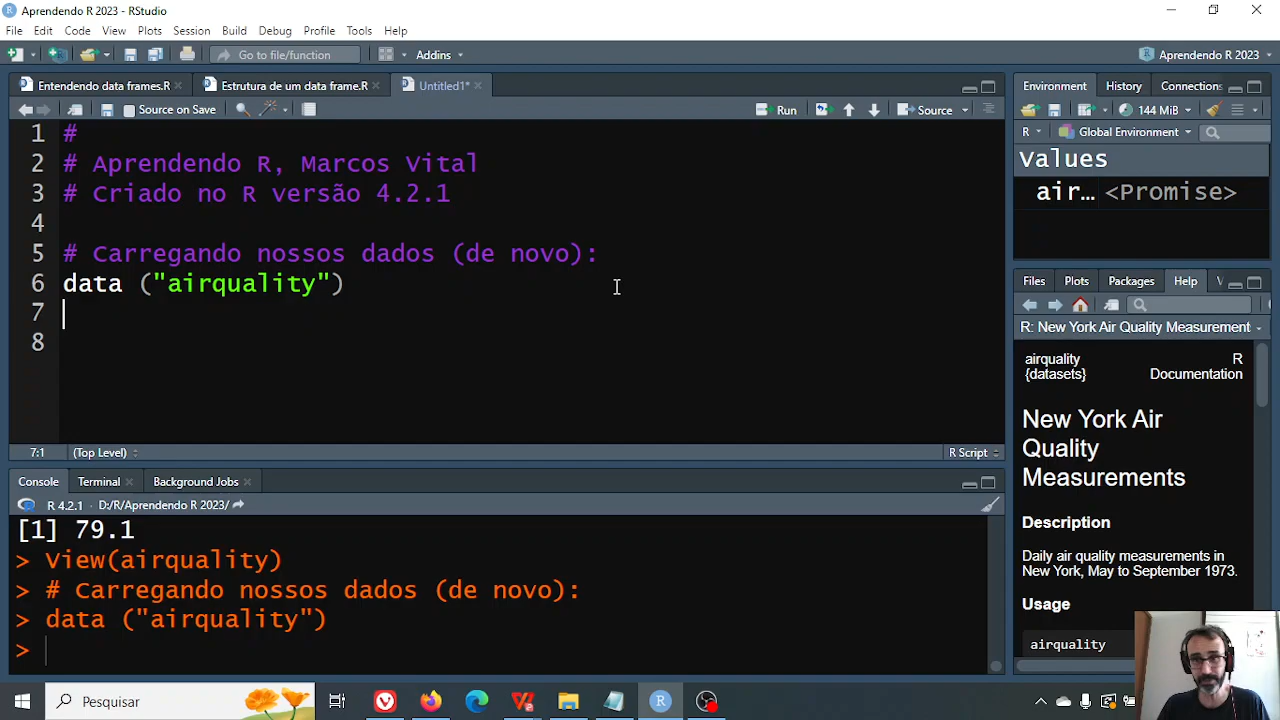 Aprendendo R 2023 - RStudio
File Edit Code View Plots Session Build Debug Profile Tools Help
Go to file/function Addins Aprendendo R 2023
Entendendo data frames.R Estrutura de um data frame.R Untitled1*
Source on Save Run Source
1 #
2 # Aprendendo R, Marcos Vital
3 # Criado no R versão 4.2.1
4
5 # Carregando nossos dados (de novo):
6 data ("airquality")
7
8
7:1 (Top Level) R Script
Console Terminal Background Jobs
R 4.2.1 · D:/R/Aprendendo R 2023/
[1] 79.1
> View(airquality)
> # Carregando nossos dados (de novo):
> data ("airquality")
>
Environment History Connections
144 MiB
R Global Environment
Values
air… <Promise>
Files Plots Packages Help
R: New York Air Quality Measurement
airquality R
{datasets} Documentation
New York Air
Quality
Measurements
Description
Daily air quality measurements in
New York, May to September 1973.
Usage
airquality
Pesquisar